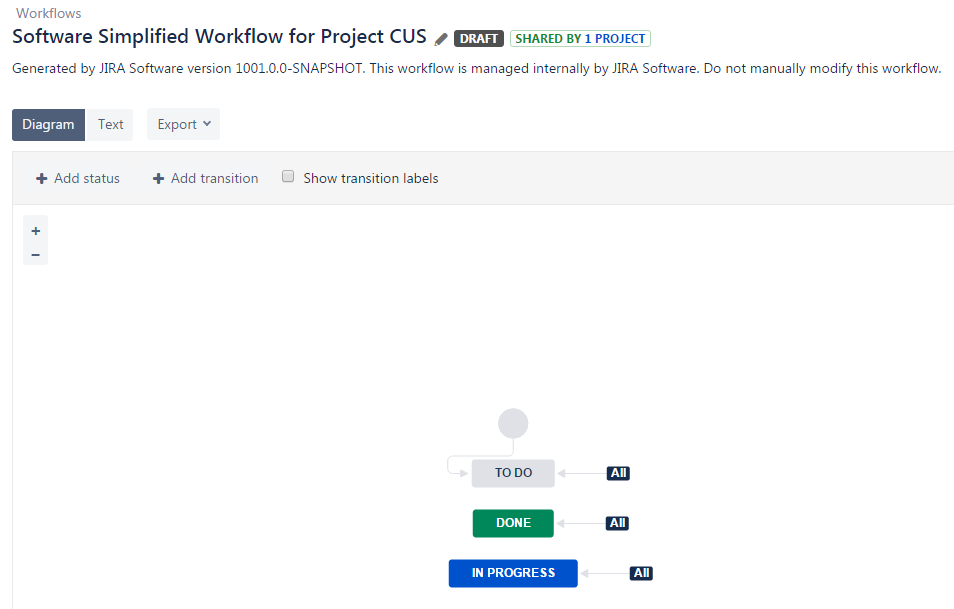 Workflows
Software Simplified Workflow for Project CUS DRAFT SHARED BY 1 PROJECT
Generated by JIRA Software version 1001.0.0-SNAPSHOT. This workflow is managed internally by JIRA Software. Do not manually modify this workflow.
Diagram Text Export
+ Add status + Add transition Show transition labels
+
−
TO DO All
DONE All
IN PROGRESS All